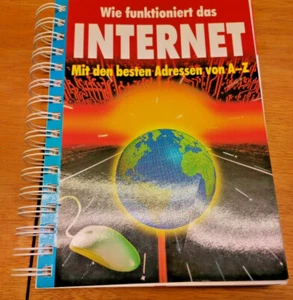 Wie funktioniert das
INTERNET
Mit den besten Adressen von A-Z